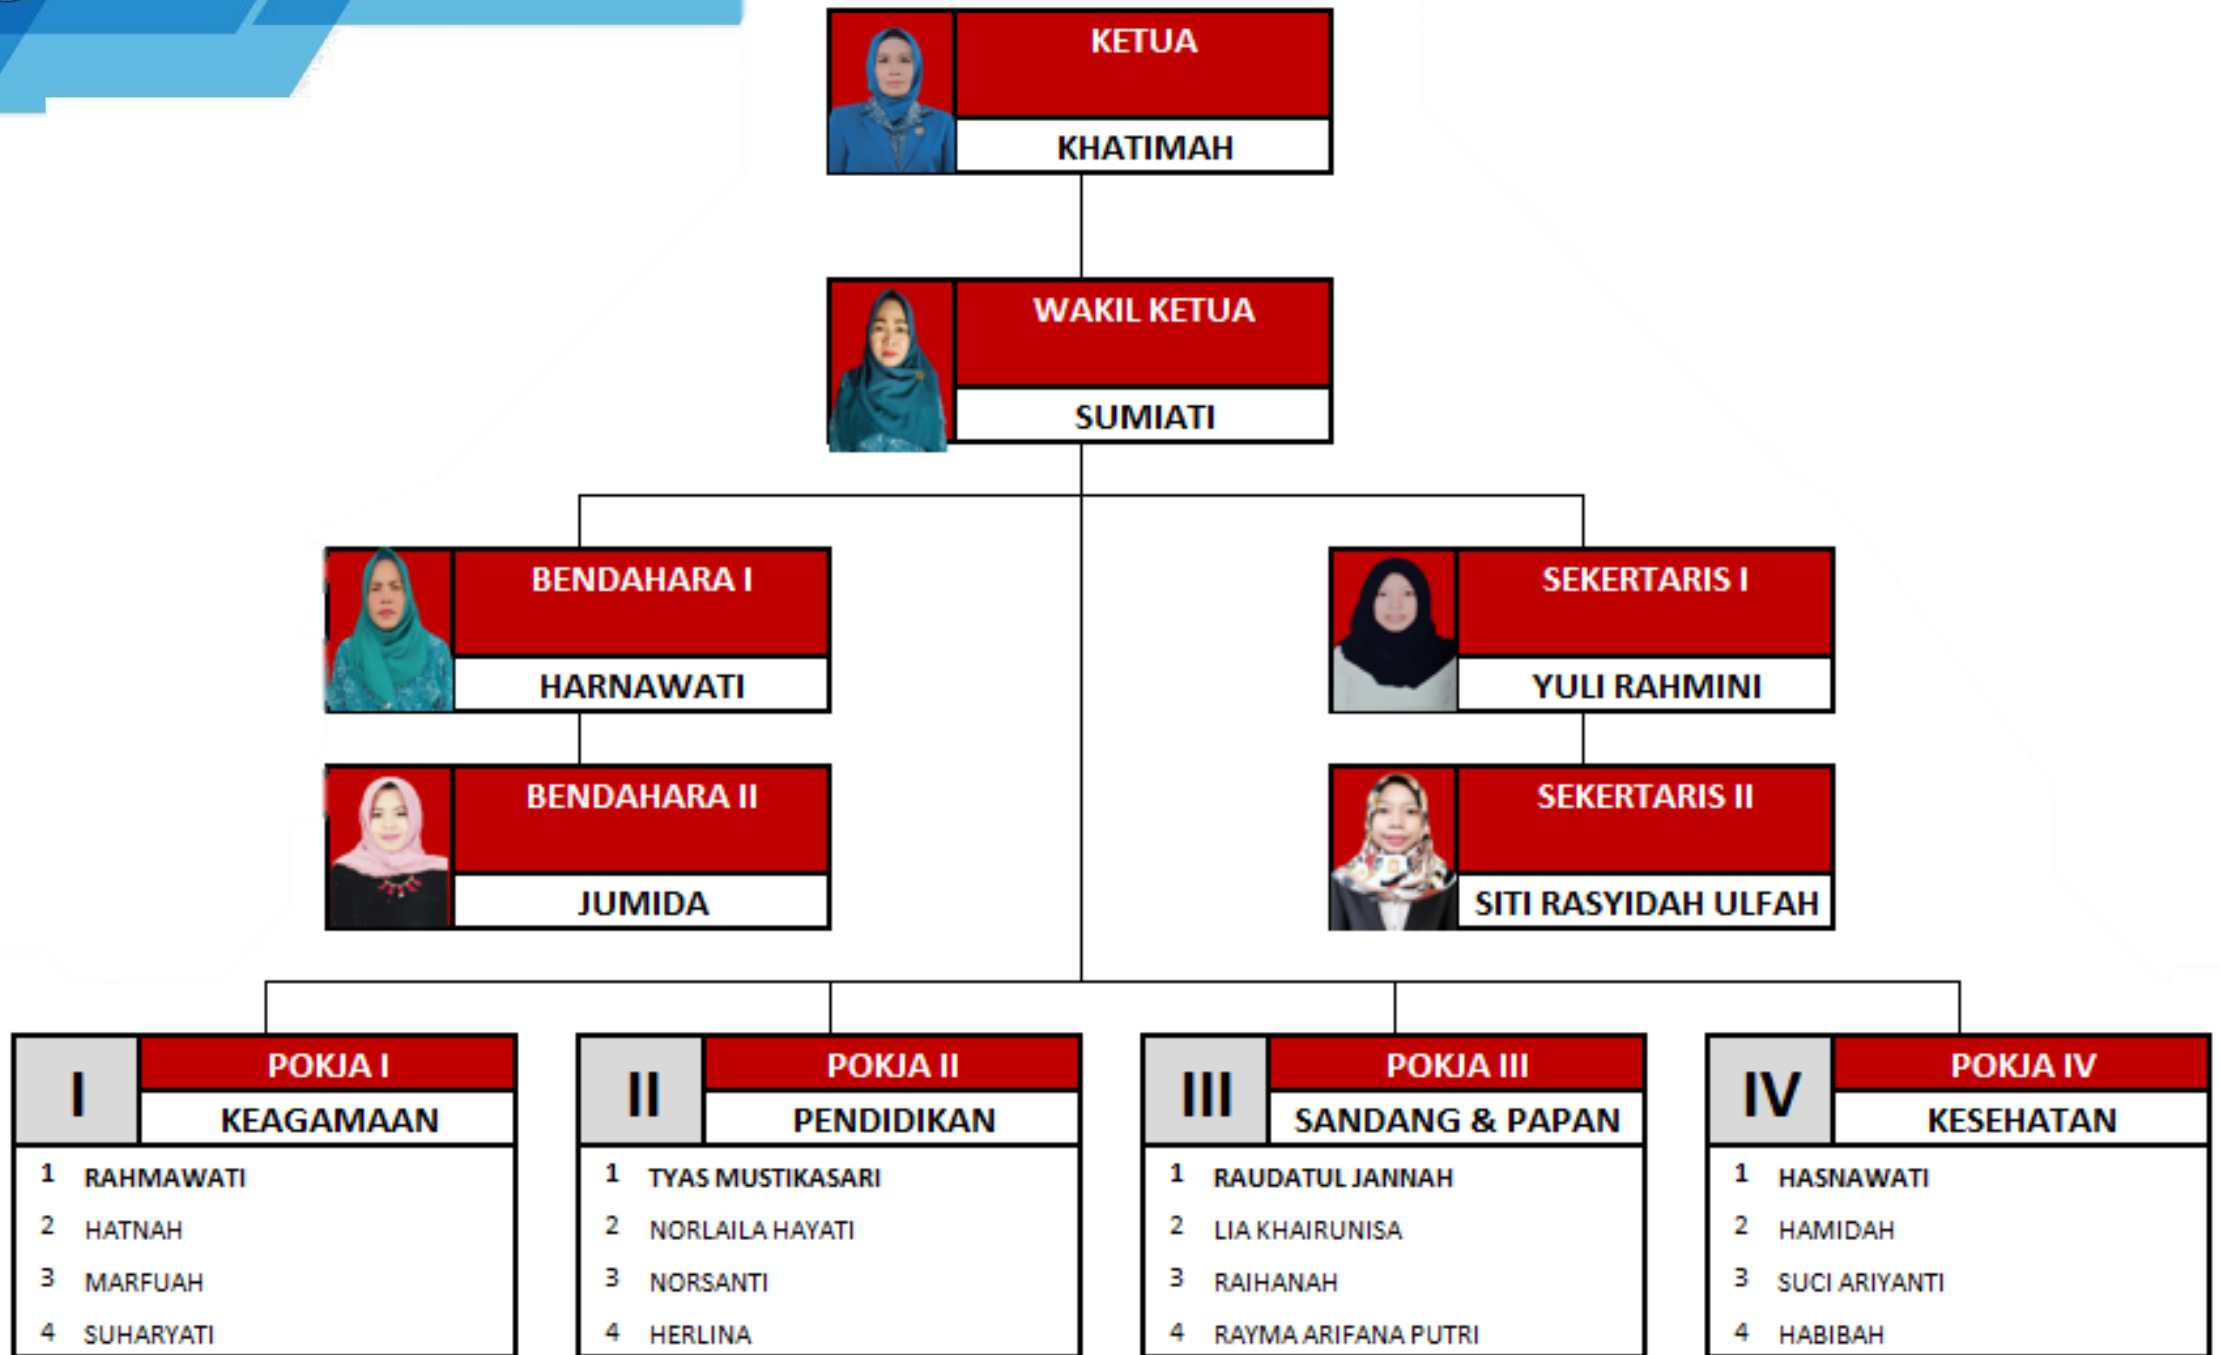 KETUA
KHATIMAH
WAKIL KETUA
SUMIATI
BENDAHARA I
HARNAWATI
SEKERTARIS I
YULI RAHMINI
BENDAHARA II
JUMIDA
SEKERTARIS II
SITI RASYIDAH ULFAH
I
POKJA I
KEAGAMAAN
1 RAHMAWATI
2 HATNAH
3 MARFUAH
4 SUHARYATI
II
POKJA II
PENDIDIKAN
1 TYAS MUSTIKASARI
2 NORLAILA HAYATI
3 NORSANTI
4 HERLINA
III
POKJA III
SANDANG & PAPAN
1 RAUDATUL JANNAH
2 LIA KHAIRUNISA
3 RAIHANAH
4 RAYMA ARIFANA PUTRI
IV
POKJA IV
KESEHATAN
1 HASNAWATI
2 HAMIDAH
3 SUCI ARIYANTI
4 HABIBAH